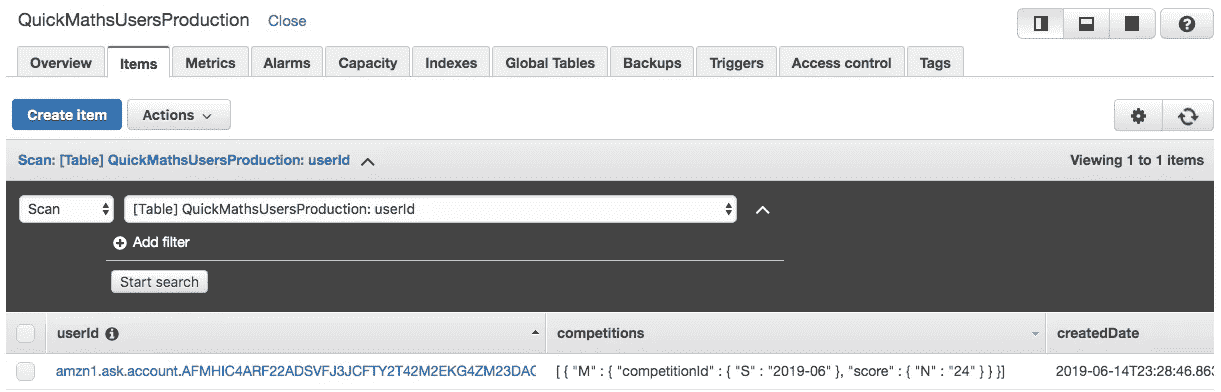 QuickMathsUsersProduction Close
Overview Items Metrics Alarms Capacity Indexes Global Tables Backups Triggers Access control Tags
Create item Actions
Scan: [Table] QuickMathsUsersProduction: userId Viewing 1 to 1 items
Scan [Table] QuickMathsUsersProduction: userId
Add filter
Start search
userId competitions createdDate
amzn1.ask.account.AFMHIC4ARF22ADSVFJ3JCFTY2T42M2EKG4ZM23DAC [ { "M" : { "competitionId" : { "S" : "2019-06" }, "score" : { "N" : "24" } } }] 2019-06-14T23:28:46.863